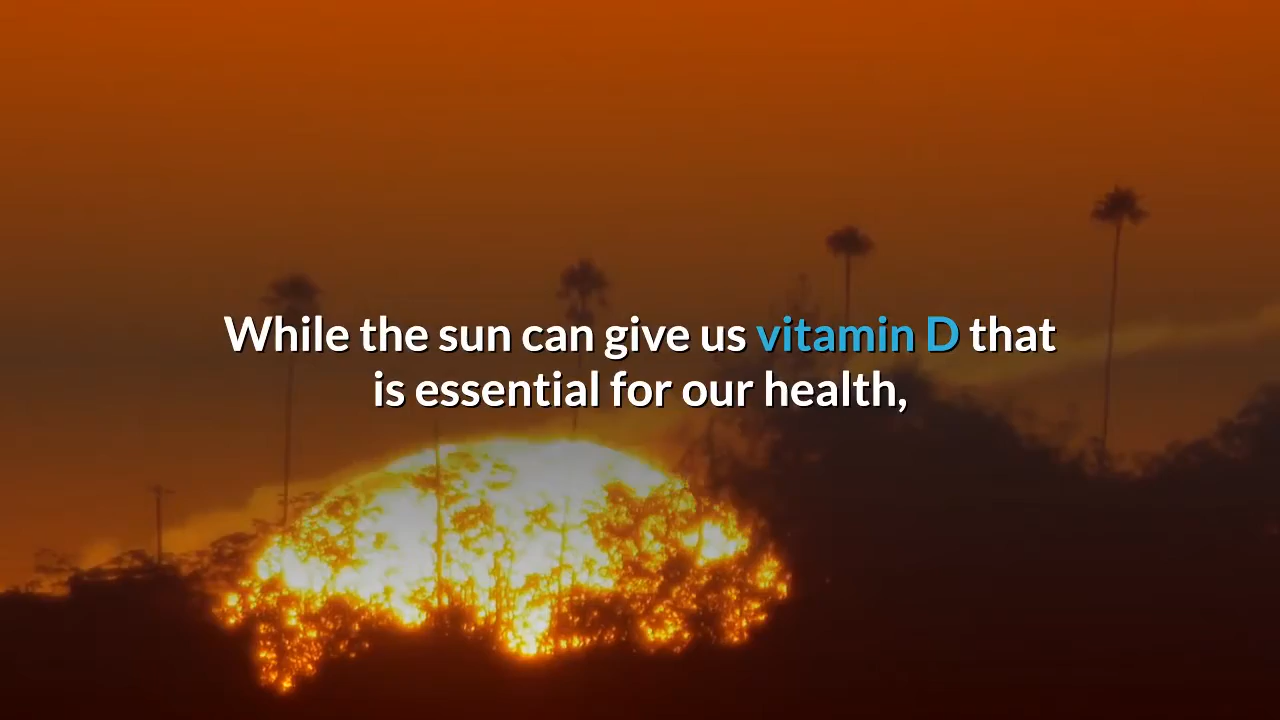 While the sun can give us vitamin D that
is essential for our health,